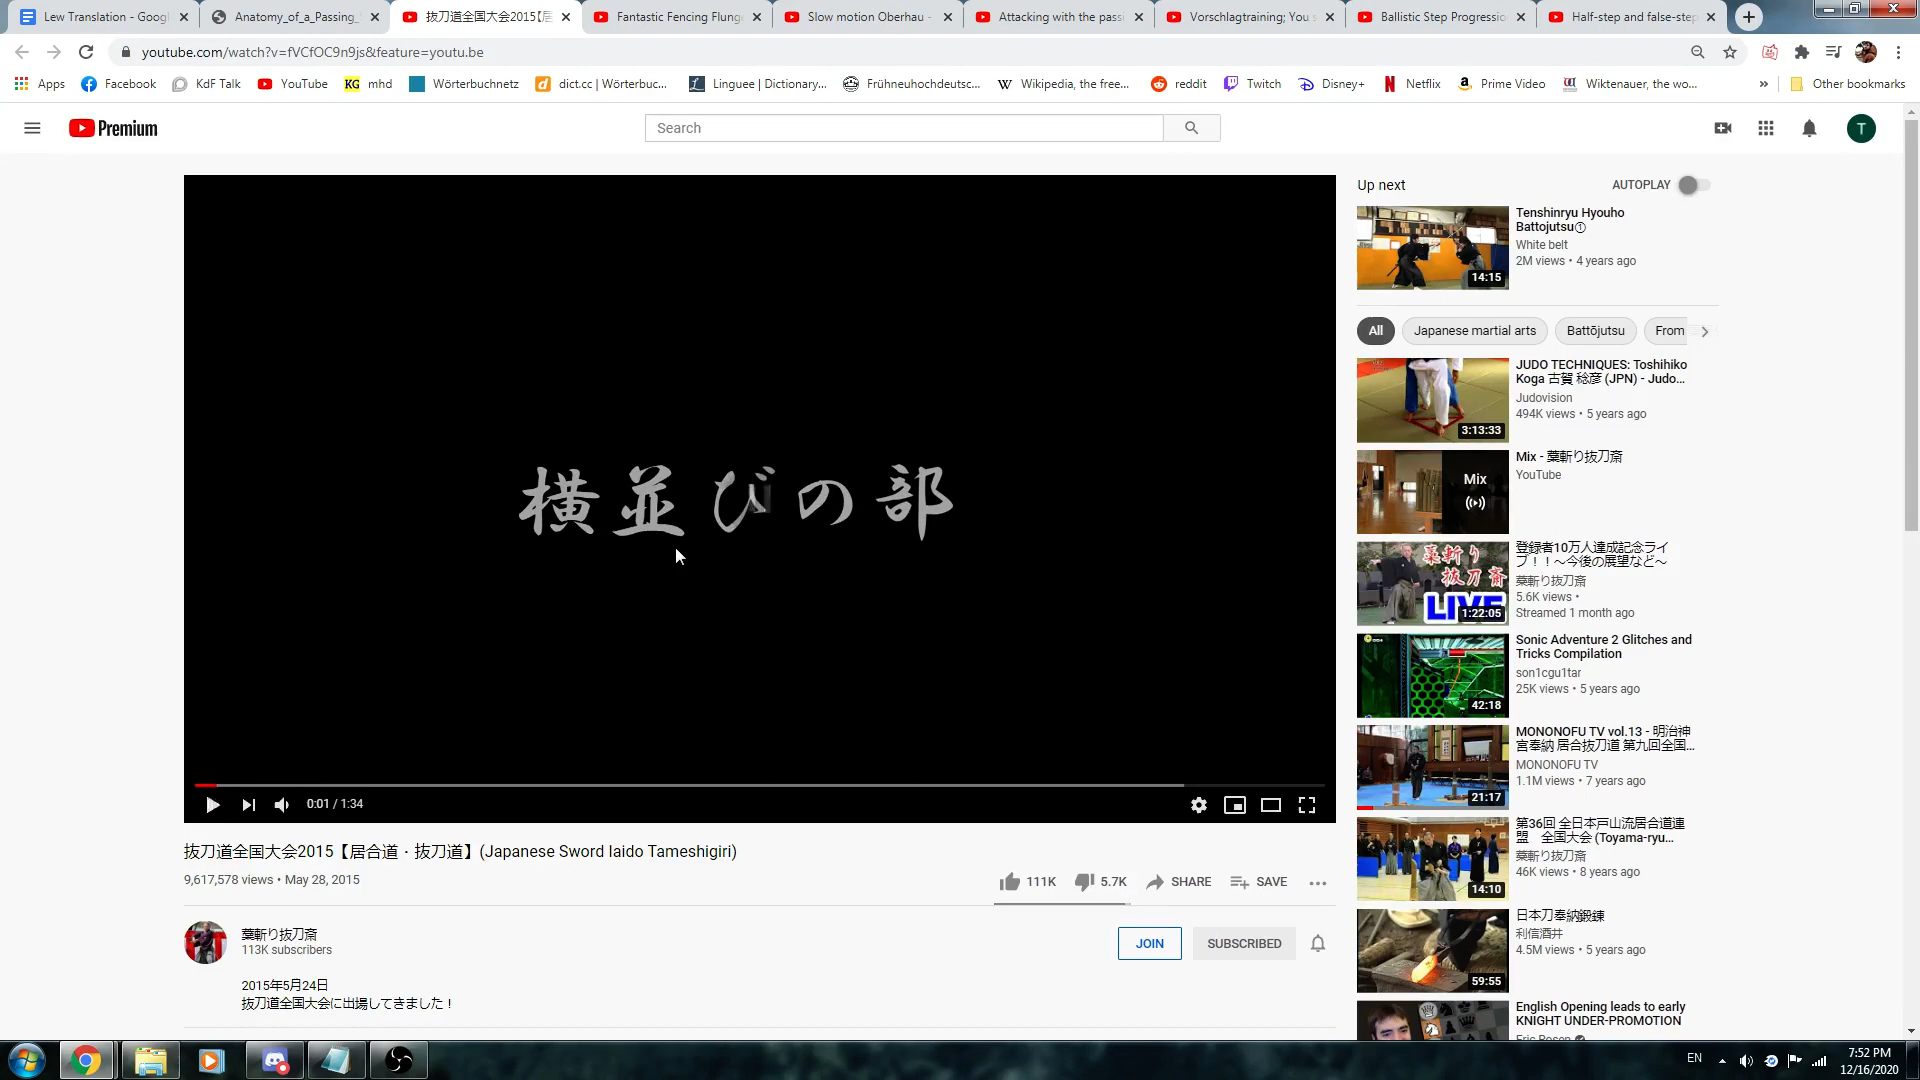 Lew Translation - Googl
Anatomy_of_a_Passing_
抜刀道全国大会2015【居
Fantastic Fencing Flunge
Slow motion Oberhau -
Attacking with the passi
Vorschlagtraining; You s
Ballistic Step Progressio
Half-step and false-step
youtube.com/watch?v=fVCfOC9n9js&feature=youtu.be
Apps
Facebook
KdF Talk
YouTube
KG mhd
Wörterbuchnetz
dict.cc | Wörterbuc...
Linguee | Dictionary...
Frühneuhochdeutsc...
Wikipedia, the free...
reddit
Twitch
Disney+
Netflix
Prime Video
Wiktenauer, the wo...
»
Other bookmarks
Premium
Search
T
横並びの部
0:01 / 1:34
抜刀道全国大会2015【居合道・抜刀道】(Japanese Sword Iaido Tameshigiri)
9,617,578 views • May 28, 2015
111K
5.7K
SHARE
SAVE
藁斬り抜刀斎
113K subscribers
JOIN
SUBSCRIBED
2015年5月24日
抜刀道全国大会に出場してきました！
Up next
AUTOPLAY
Tenshinryu Hyouho
Battojutsu①
White belt
2M views • 4 years ago
14:15
All
Japanese martial arts
Battōjutsu
From
JUDO TECHNIQUES: Toshihiko
Koga 古賀 稔彦 (JPN) - Judo...
Judovision
494K views • 5 years ago
3:13:33
Mix - 藁斬り抜刀斎
YouTube
Mix
登録者10万人達成記念ライ
ブ！！～今後の展望など～
藁斬り抜刀斎
5.6K views •
Streamed 1 month ago
藁斬り
抜刀斎
LIVE
1:22:05
Sonic Adventure 2 Glitches and
Tricks Compilation
son1cgu1tar
25K views • 5 years ago
42:18
MONONOFU TV vol.13 - 明治神
宮奉納 居合抜刀道 第九回全国...
MONONOFU TV
1.1M views • 7 years ago
21:17
第36回 全日本戸山流居合道連
盟　全国大会 (Toyama-ryu...
藁斬り抜刀斎
46K views • 8 years ago
14:10
日本刀奉納鍛錬
利信酒井
4.5M views • 5 years ago
59:55
English Opening leads to early
KNIGHT UNDER-PROMOTION
Eric Rosen
EN
7:52 PM
12/16/2020